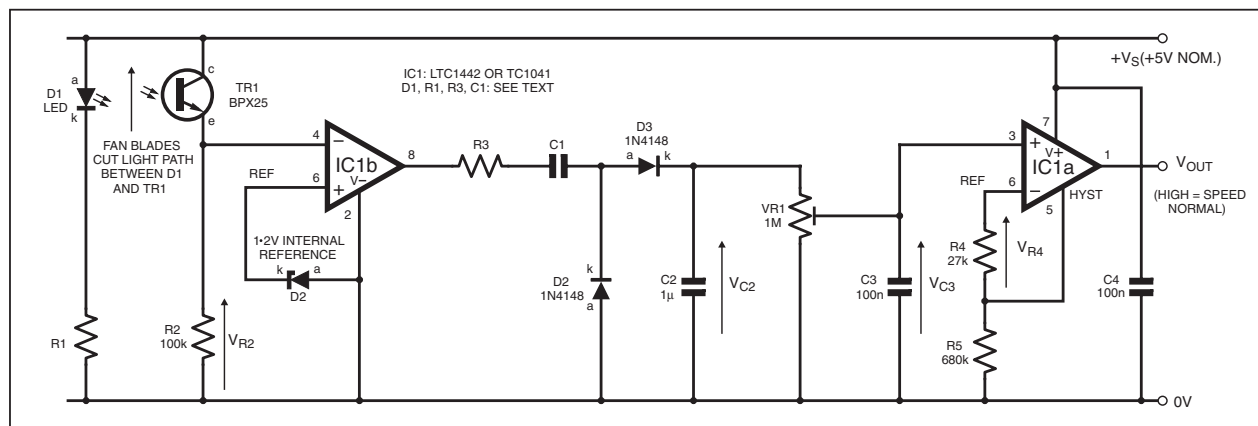 +VS(+5V NOM.)
a
D1
LED
k
c
TR1
BPX25
e
FAN BLADES
CUT LIGHT PATH
BETWEEN D1
AND TR1
IC1: LTC1442 OR TC1041
D1, R1, R3, C1: SEE TEXT
4
−
IC1b
8
REF
6
+
V−
2
1•2V INTERNAL
REFERENCE
k
a
D2
R1
R2
100k
VR2
R3
C1
D3
1N4148
a
k
k
D2
1N4148
a
C2
1µ
VC2
VR1
1M
C3
100n
VC3
3
+
7
V+
IC1a
1
REF
6
−
HYST
5
R4
27k
VR4
R5
680k
C4
100n
VOUT
(HIGH = SPEED
NORMAL)
0V